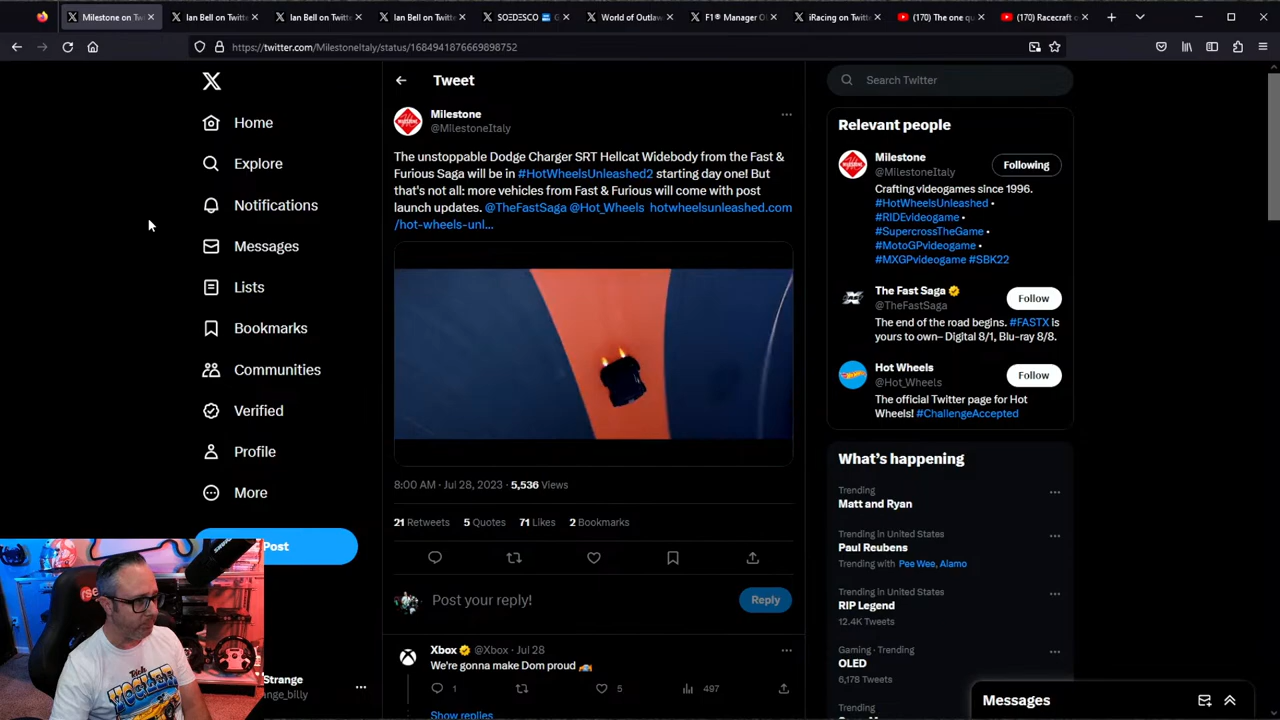 Milestone on Tw
Ian Bell on Twitte
Ian Bell on Twitte
Ian Bell on Twitte
SOEDESCO
World of Outlaw
F1® Manager
iRacing on Twitt
(170) The one qu
(170) Racecraft
https://twitter.com/MilestoneItaly/status/1684941876669898752
Tweet
Search Twitter
Home
Explore
Notifications
Messages
Lists
Bookmarks
Communities
Verified
Profile
More
Post
Strange
nge_billy
Milestone
@MilestoneItaly
The unstoppable Dodge Charger SRT Hellcat Widebody from the Fast &
Furious Saga will be in #HotWheelsUnleashed2 starting day one! But
that's not all: more vehicles from Fast & Furious will come with post
launch updates. @TheFastSaga @Hot_Wheels hotwheelsunleashed.com
/hot-wheels-unl...
8:00 AM · Jul 28, 2023 · 5,536 Views
21 Retweets 5 Quotes 71 Likes 2 Bookmarks
Post your reply!
Reply
Xbox @Xbox · Jul 28
We're gonna make Dom proud
1
5
497
Show replies
Relevant people
Milestone
@MilestoneItaly
Following
Crafting videogames since 1996.
#HotWheelsUnleashed •
#RIDEvideogame •
#SupercrossTheGame •
#MotoGPvideogame •
#MXGPvideogame #SBK22
The Fast Saga
@TheFastSaga
Follow
The end of the road begins. #FASTX is
yours to own– Digital 8/1, Blu-ray 8/8.
Hot Wheels
@Hot_Wheels
Follow
The official Twitter page for Hot
Wheels! #ChallengeAccepted
What's happening
Trending
Matt and Ryan
Trending in United States
Paul Reubens
Trending with Pee Wee, Alamo
Trending in United States
RIP Legend
12.4K Tweets
Gaming · Trending
OLED
6,178 Tweets
Messages